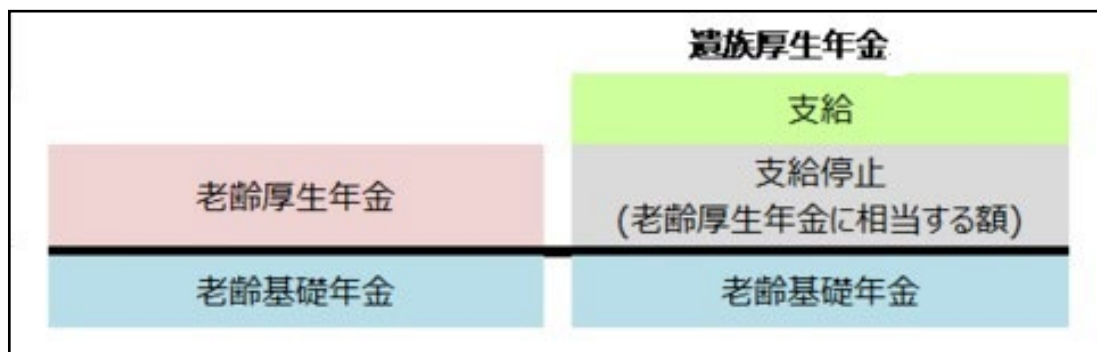 遺族厚生年金
支給
老齢厚生年金
支給停止
(老齢厚生年金に相当する額)
老齢基礎年金
老齢基礎年金